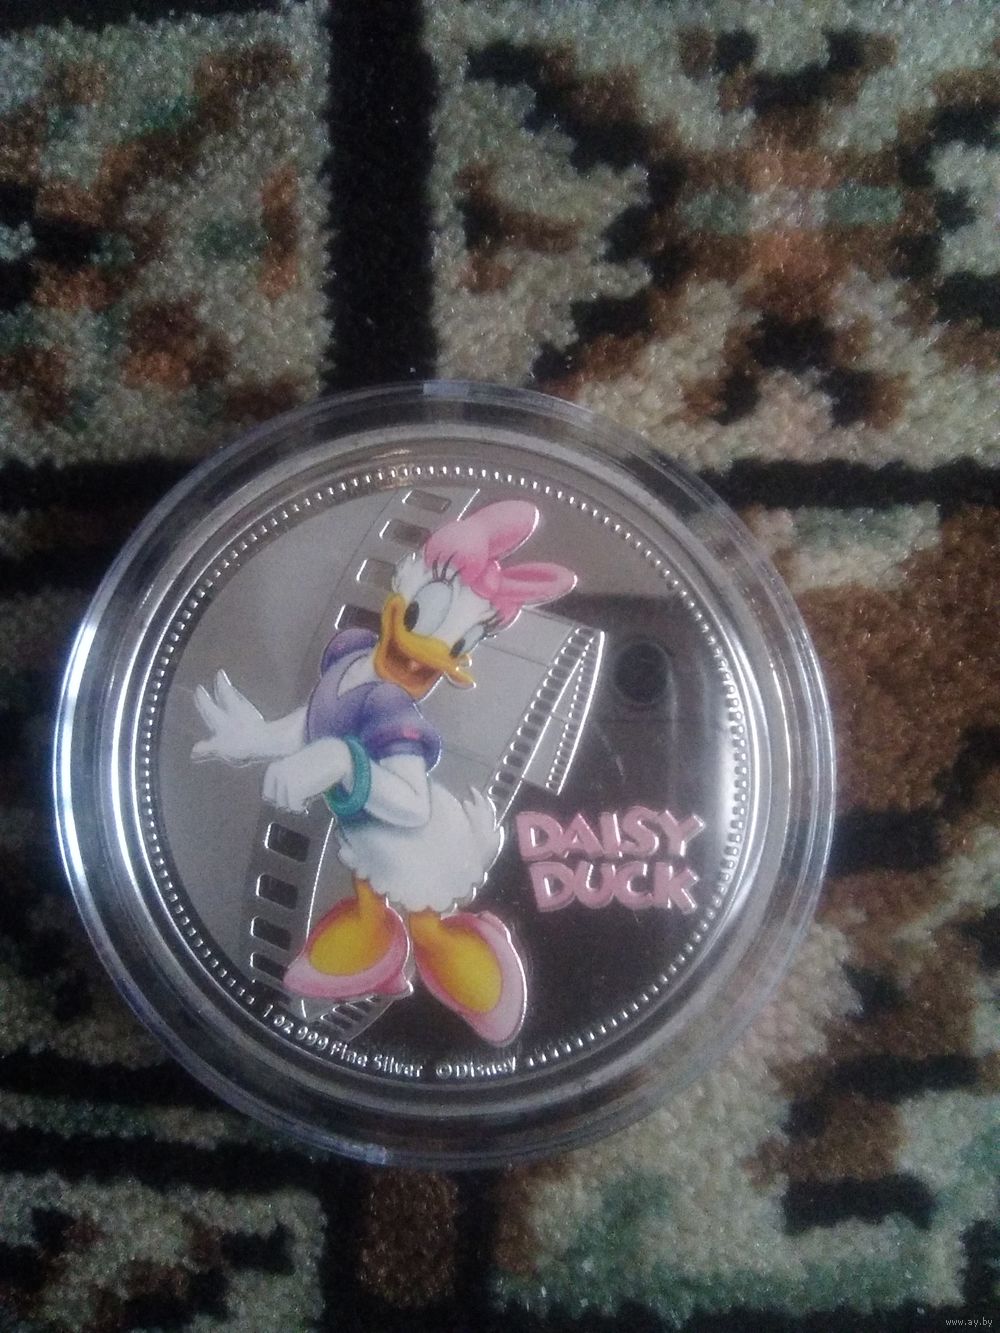 DAISY
DUCK
1 oz 999 Fine Silver ©Disney
www.ay.by